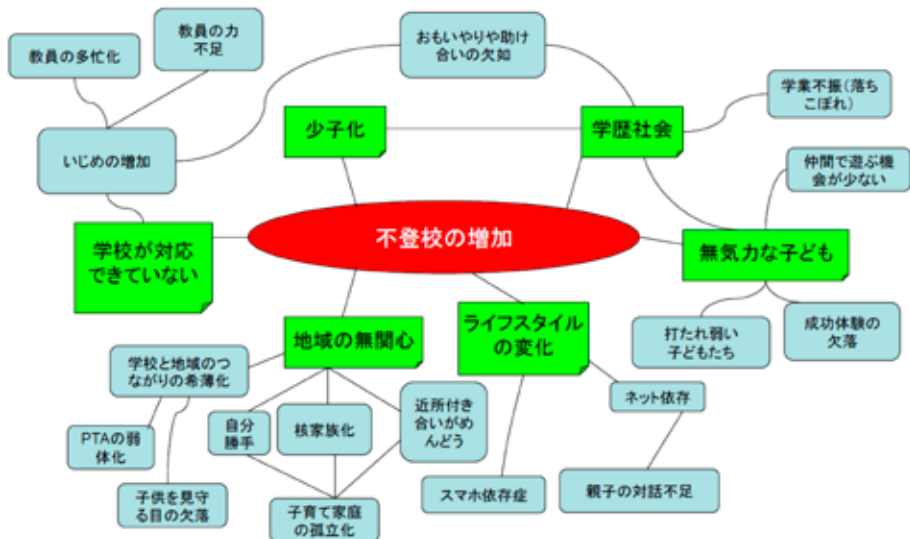 教員の力
不足
教員の多忙化
おもいやりや助け
合いの欠如
学業不振(落ち
こぼれ)
少子化
学歴社会
いじめの増加
仲間で遊ぶ機
会が少ない
不登校の増加
学校が対応
できていない
無気力な子ども
地域の無関心
ライフスタイル
の変化
打たれ弱い
子どもたち
成功体験の
欠落
学校と地域のつ
ながりの希薄化
ネット依存
自分
勝手
核家族化
近所付き
合いがめ
んどう
PTAの弱
体化
スマホ依存症
親子の対話不足
子供を見守
る目の欠落
子育て家庭
の孤立化